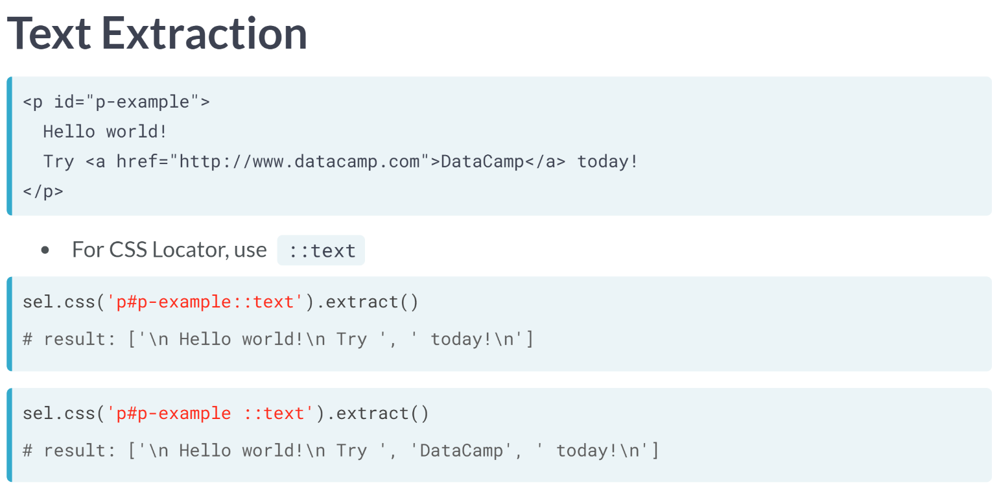 Text Extraction
<p id="p-example">
  Hello world!
  Try <a href="http://www.datacamp.com">DataCamp</a> today!
</p>
• For CSS Locator, use ::text
sel.css('p#p-example::text').extract()
# result: ['\n Hello world!\n Try ', ' today!\n']
sel.css('p#p-example ::text').extract()
# result: ['\n Hello world!\n Try ', 'DataCamp', ' today!\n']